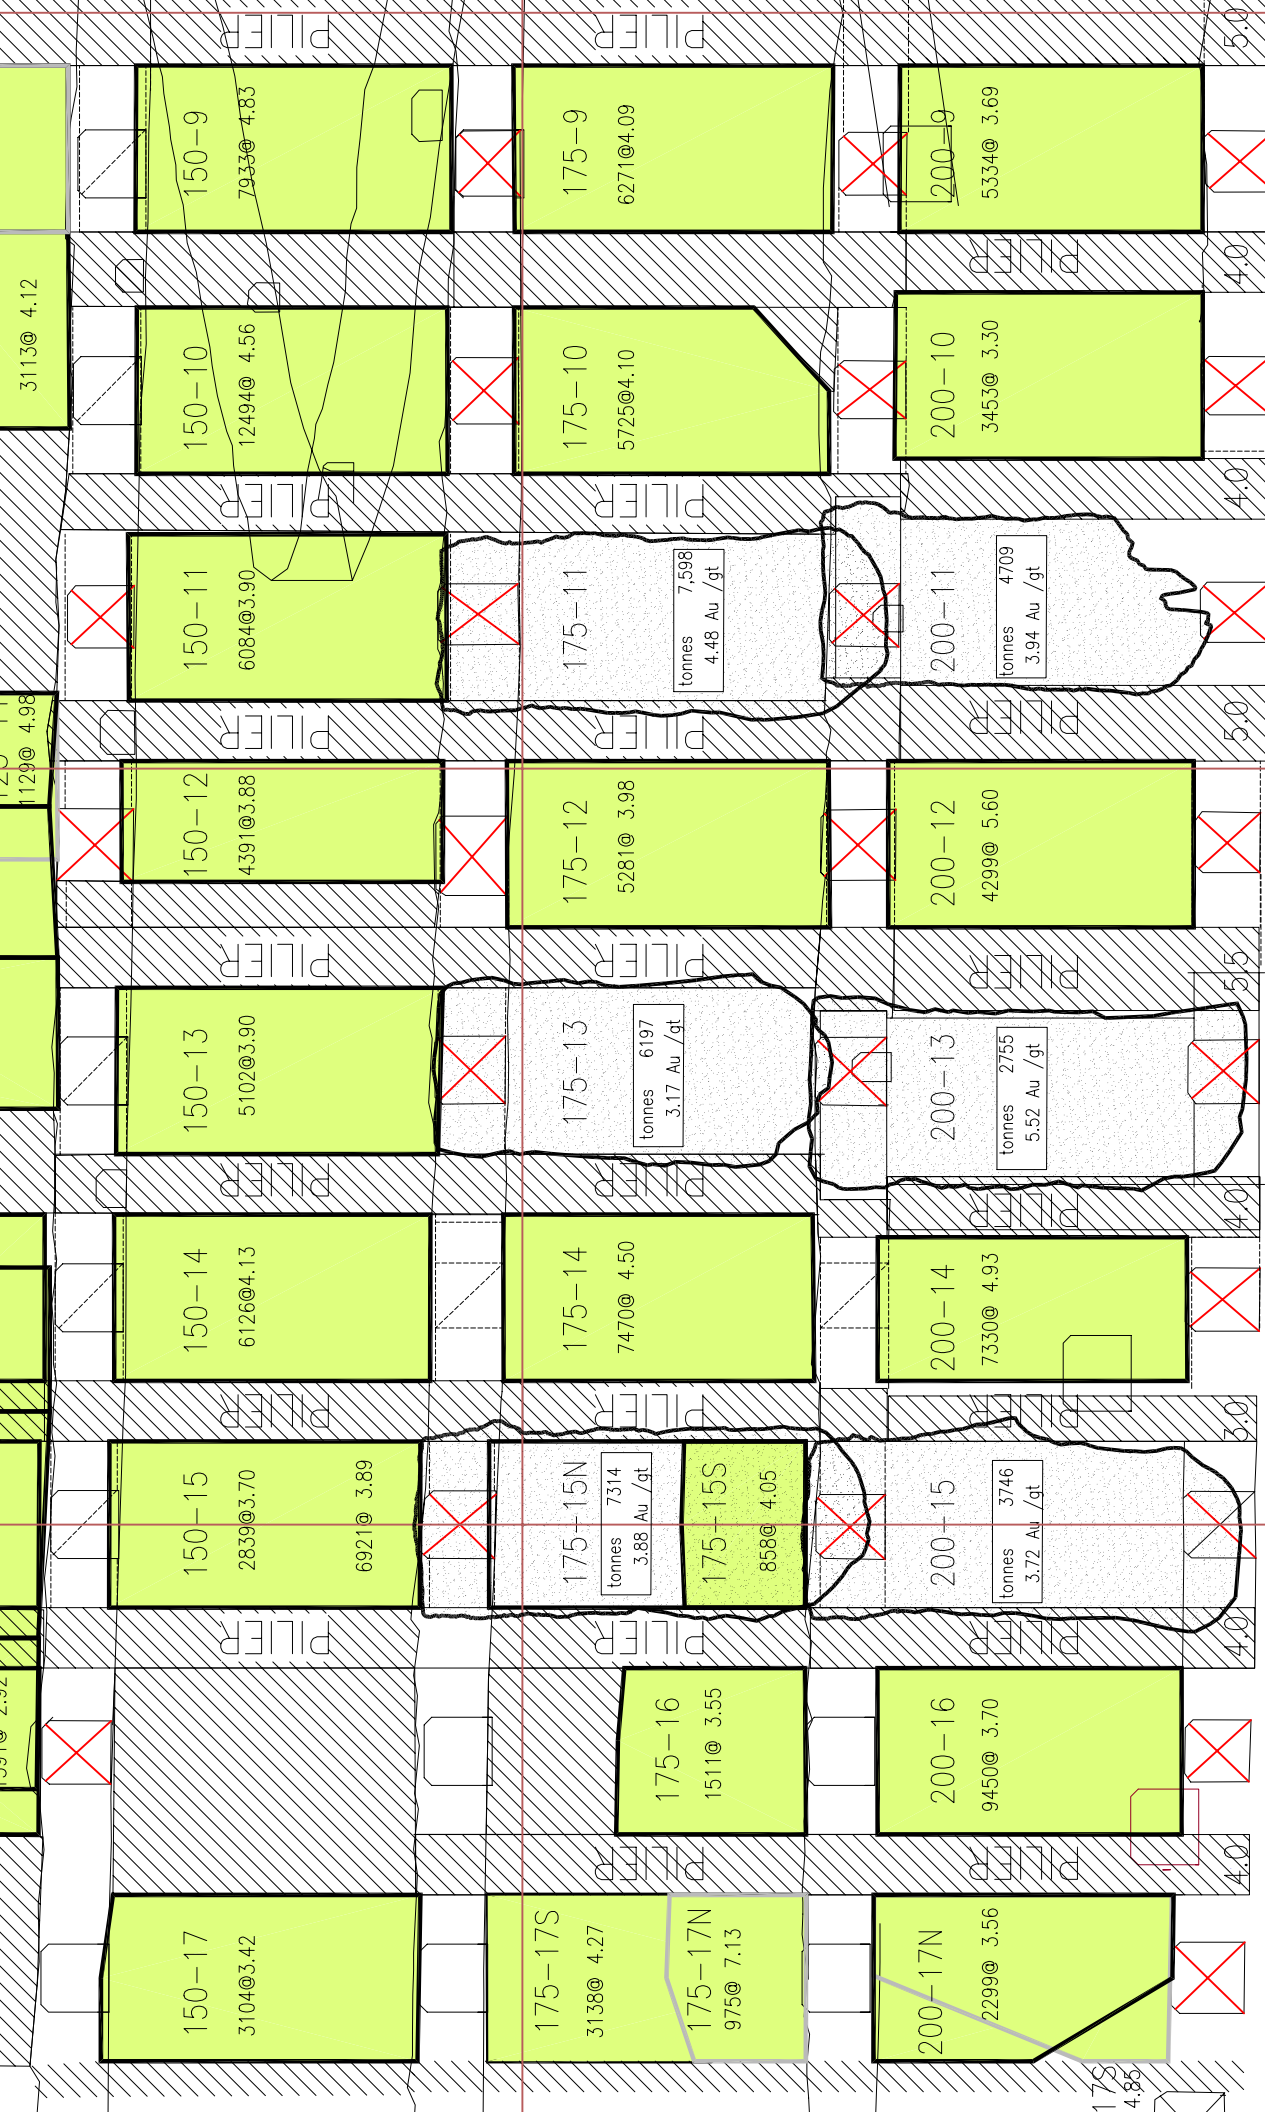 PILIER
PILIER
5.0
150-9
7933@ 4.83
175-9
6271@4.09
200-9
5334@ 3.69
PILIER
4.0
3113@ 4.12
150-10
12494@ 4.56
175-10
5725@4.10
200-10
3453@ 3.30
PILIER
PILIER
4.0
150-11
6084@3.90
175-11
tonnes 7,598
4.48 Au /gt
200-11
tonnes 4709
3.94 Au /gt
PILIER
PILIER
PILIER
5.0
1129@ 4.98
150-12
4391@3.88
175-12
5281@ 3.98
200-12
4299@ 5.60
PILIER
PILIER
PILIER
5.5
150-13
5102@3.90
175-13
tonnes 6197
3.17 Au /gt
200-13
tonnes 2755
5.52 Au /gt
PILIER
PILIER
PILIER
4.0
150-14
6126@4.13
175-14
7470@ 4.50
200-14
7330@ 4.93
PILIER
PILIER
PILIER
3.0
150-15
2839@3.70
6921@ 3.89
175-15N
tonnes 7314
3.88 Au /gt
175-15S
858@ 4.05
200-15
tonnes 3746
3.72 Au /gt
PILIER
PILIER
PILIER
4.0
175-16
1511@ 3.55
200-16
9450@ 3.70
PILIER
PILIER
4.0
150-17
3104@3.42
175-17S
3138@ 4.27
175-17N
975@ 7.13
200-17N
2299@ 3.56
17S
4.85